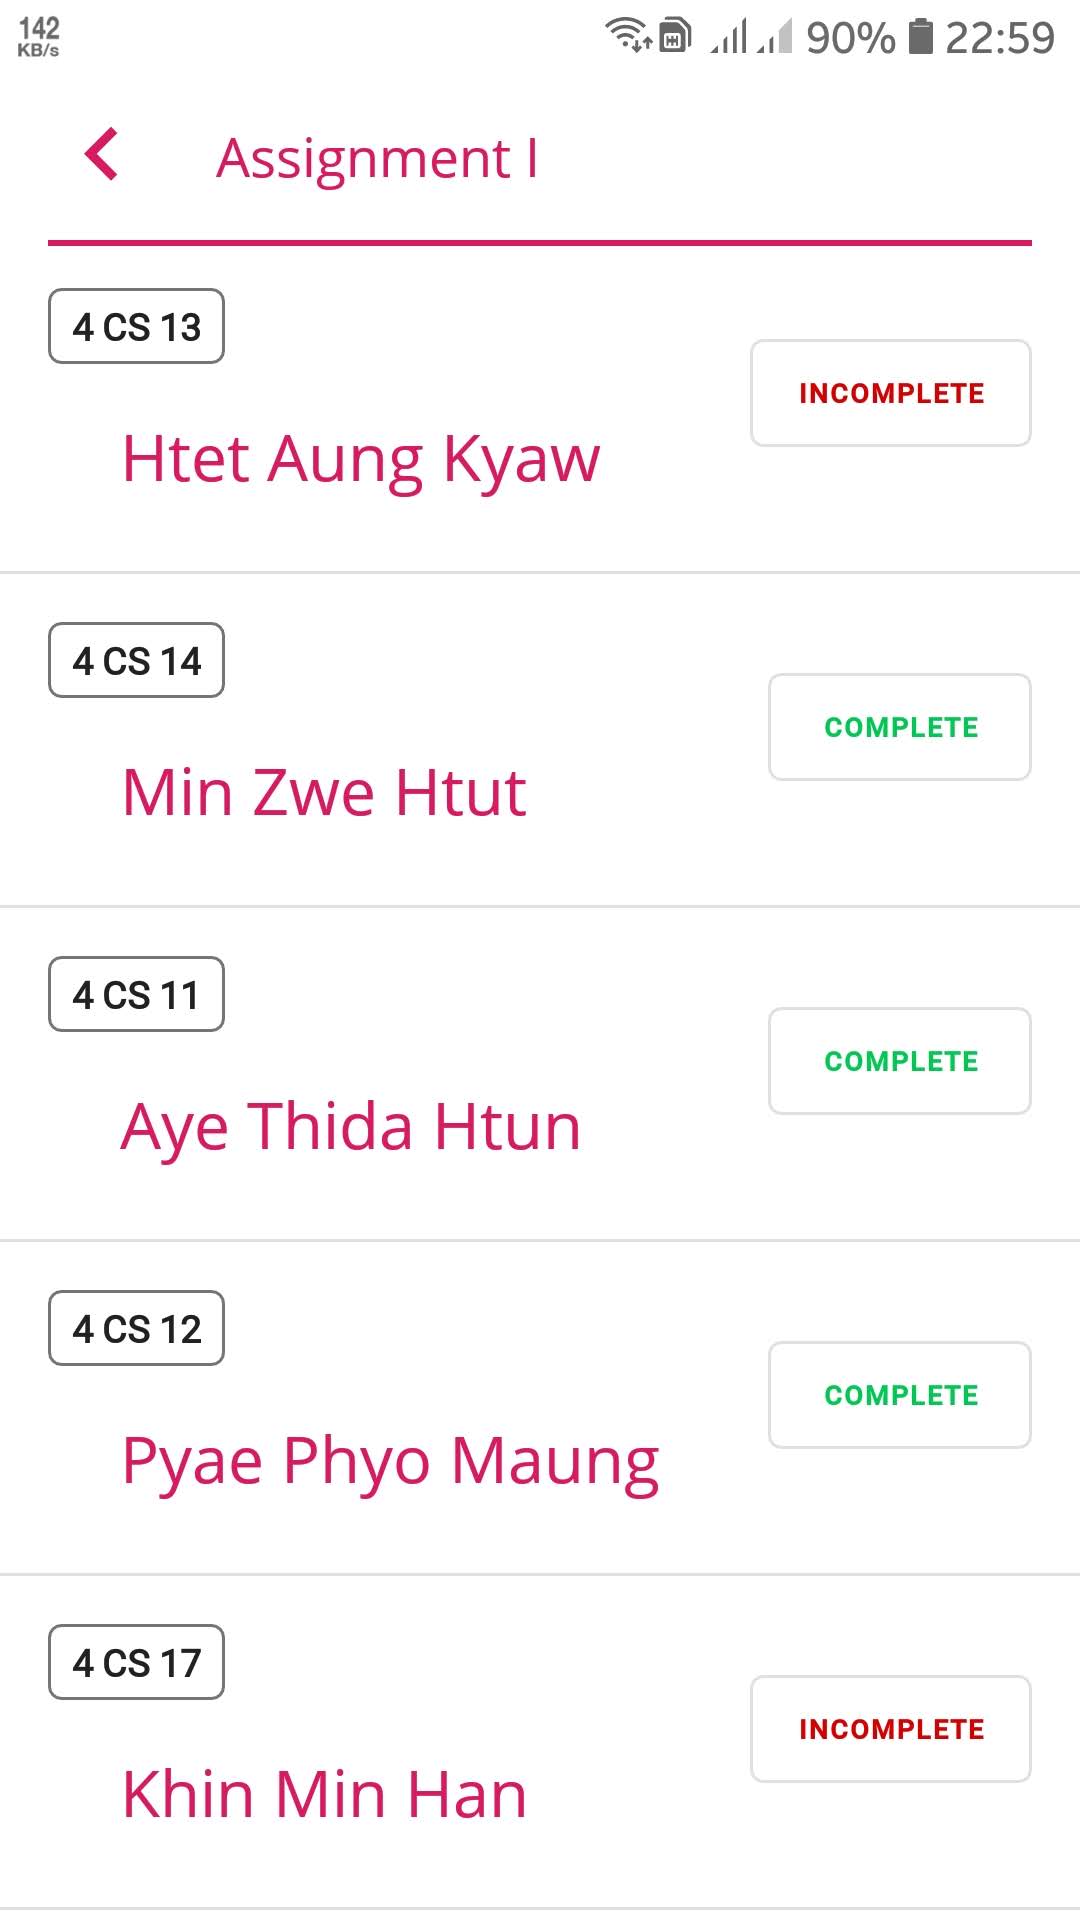 142
KB/s
90% 22:59
Assignment I
4 CS 13
INCOMPLETE
Htet Aung Kyaw
4 CS 14
COMPLETE
Min Zwe Htut
4 CS 11
COMPLETE
Aye Thida Htun
4 CS 12
COMPLETE
Pyae Phyo Maung
4 CS 17
INCOMPLETE
Khin Min Han